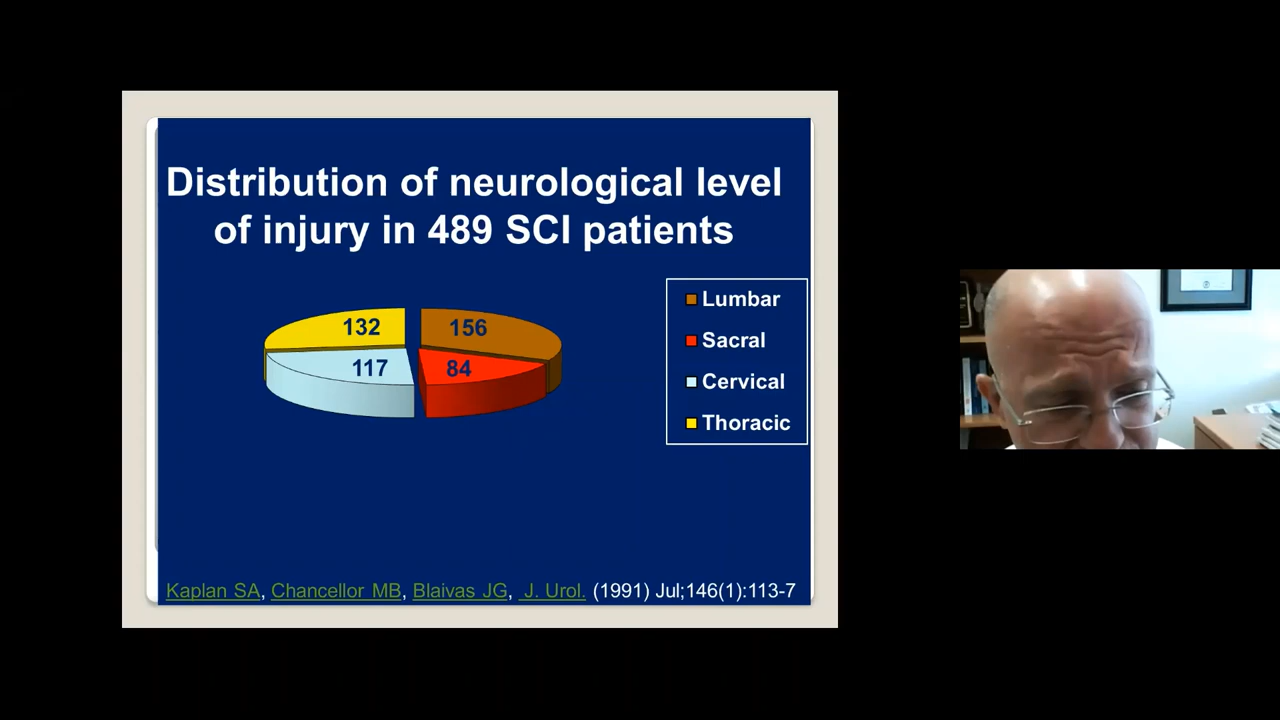 Distribution of neurological level
of injury in 489 SCI patients
132
156
117
84
Lumbar
Sacral
Cervical
Thoracic
Kaplan SA, Chancellor MB, Blaivas JG, J. Urol. (1991) Jul;146(1):113-7